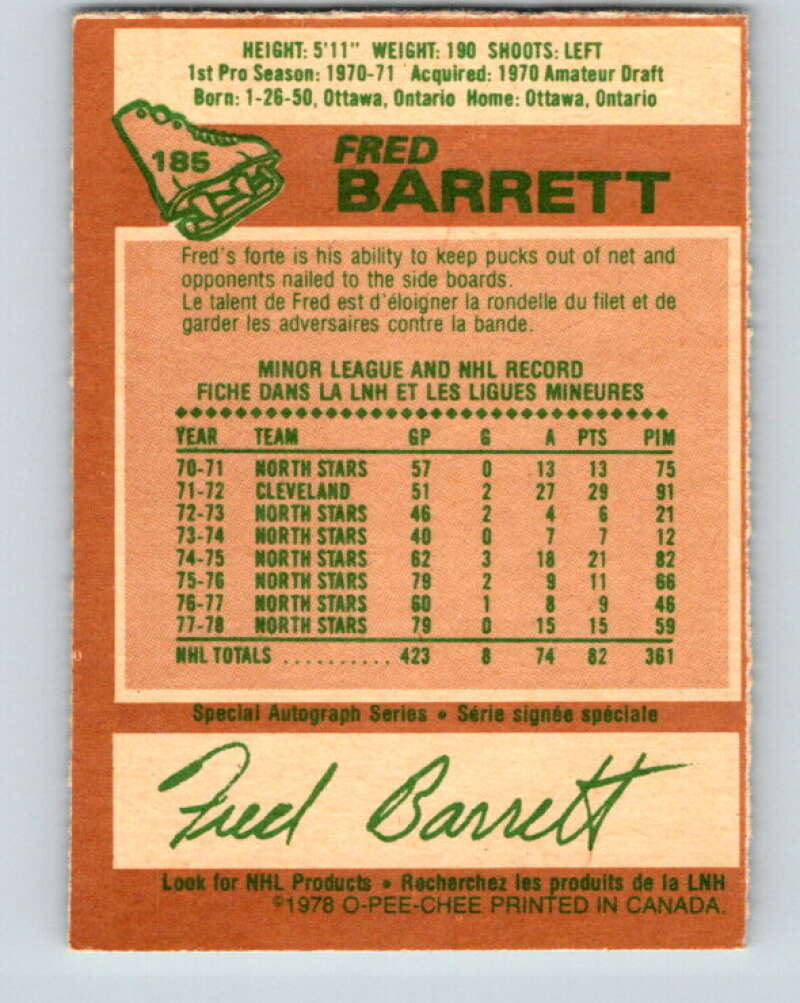 HEIGHT: 5'11" WEIGHT: 190 SHOOTS: LEFT
1st Pro Season: 1970-71 Acquired: 1970 Amateur Draft
Born: 1-26-50, Ottawa, Ontario Home: Ottawa, Ontario
185
FRED
BARRETT
Fred's forte is his ability to keep pucks out of net and
opponents nailed to the side boards.
Le talent de Fred est d'éloigner la rondelle du filet et de
garder les adversaires contre la bande.
MINOR LEAGUE AND NHL RECORD
FICHE DANS LA LNH ET LES LIGUES MINEURES
YEAR TEAM GP G A PTS PIM
70-71 NORTH STARS 57 0 13 13 75
71-72 CLEVELAND 51 2 27 29 91
72-73 NORTH STARS 46 2 4 6 21
73-74 NORTH STARS 40 0 7 7 12
74-75 NORTH STARS 62 3 18 21 82
75-76 NORTH STARS 79 2 9 11 66
76-77 NORTH STARS 60 1 8 9 46
77-78 NORTH STARS 79 0 15 15 59
NHL TOTALS .......... 423 8 74 82 361
Special Autograph Series • Série signée spéciale
Fred Barrett
Look for NHL Products • Recherchez les produits de la LNH
©1978 O-PEE-CHEE PRINTED IN CANADA.